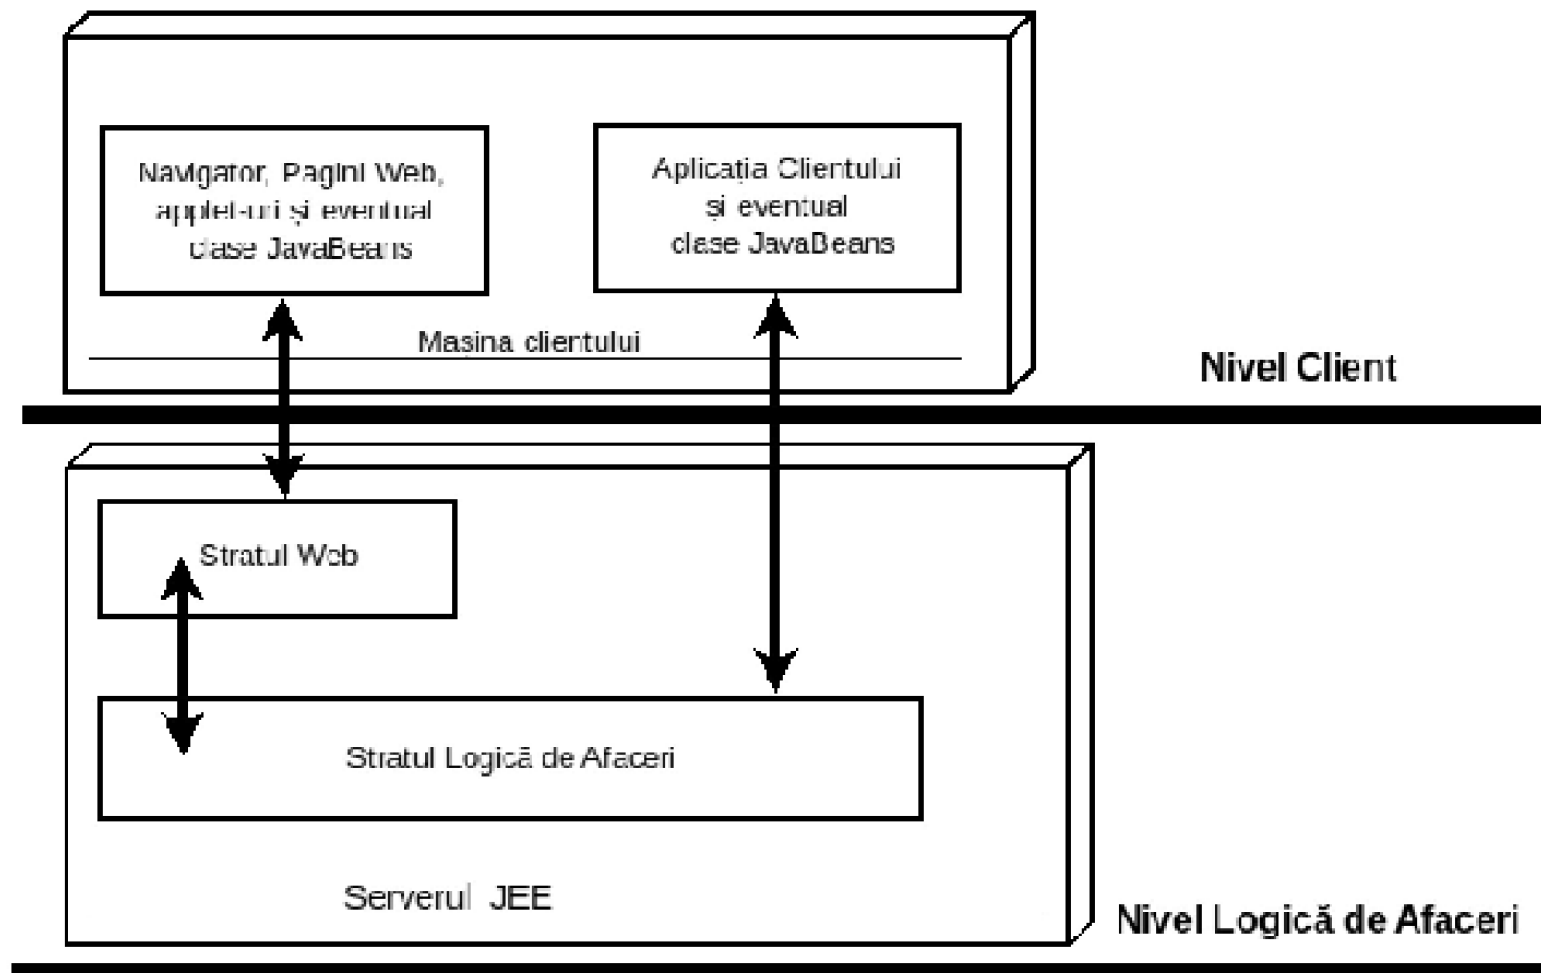 Navigator, Pagini Web,
applet-uri și eventual
clase JavaBeans
Aplicația Clientului
și eventual
clase JavaBeans
Mașina clientului
Nivel Client
Stratul Web
Stratul Logică de Afaceri
Serverul JEE
Nivel Logică de Afaceri